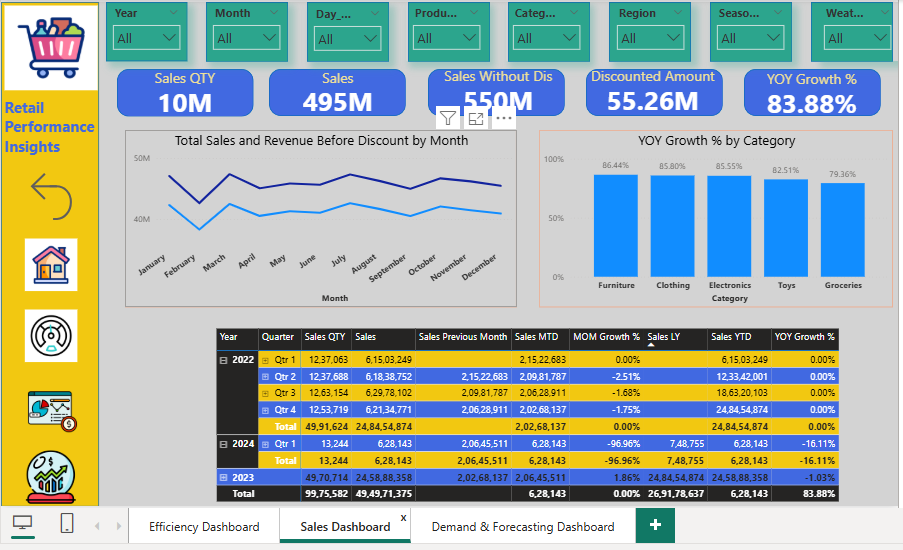 Year Month Day_... Produ... Categ... Region Seaso... Weat...
All All All All All All All All
Retail
Performance
Insights
Sales QTY
10M
Sales
495M
Sales Without Dis
550M
Discounted Amount
55.26M
YOY Growth %
83.88%
Total Sales and Revenue Before Discount by Month
50M
40M
January February March April May June July August September October November December
Month
YOY Growth % by Category
100%
50%
0%
86.44% 85.80% 85.55% 82.51% 79.36%
Furniture Clothing Electronics Toys Groceries
Category
Year Quarter Sales QTY Sales Sales Previous Month Sales MTD MOM Growth % Sales LY Sales YTD YOY Growth %
2022 Qtr 1 12,37,063 6,15,03,249 2,15,22,683 0.00% 6,15,03,249 0.00%
Qtr 2 12,37,688 6,18,38,752 2,15,22,683 2,09,81,787 -2.51% 12,33,42,001 0.00%
Qtr 3 12,63,154 6,29,78,102 2,09,81,787 2,06,28,911 -1.68% 18,63,20,103 0.00%
Qtr 4 12,53,719 6,21,34,771 2,06,28,911 2,02,68,137 -1.75% 24,84,54,874 0.00%
Total 49,91,624 24,84,54,874 2,02,68,137 0.00% 24,84,54,874 0.00%
2024 Qtr 1 13,244 6,28,143 2,06,45,511 6,28,143 -96.96% 7,48,755 6,28,143 -16.11%
Total 13,244 6,28,143 2,06,45,511 6,28,143 -96.96% 7,48,755 6,28,143 -16.11%
2023 49,70,714 24,58,88,358 2,02,68,137 2,06,45,511 1.86% 24,84,54,874 24,58,88,358 -1.03%
Total 99,75,582 49,49,71,375 6,28,143 0.00% 26,91,78,637 6,28,143 83.88%
Efficiency Dashboard Sales Dashboard x Demand & Forecasting Dashboard +